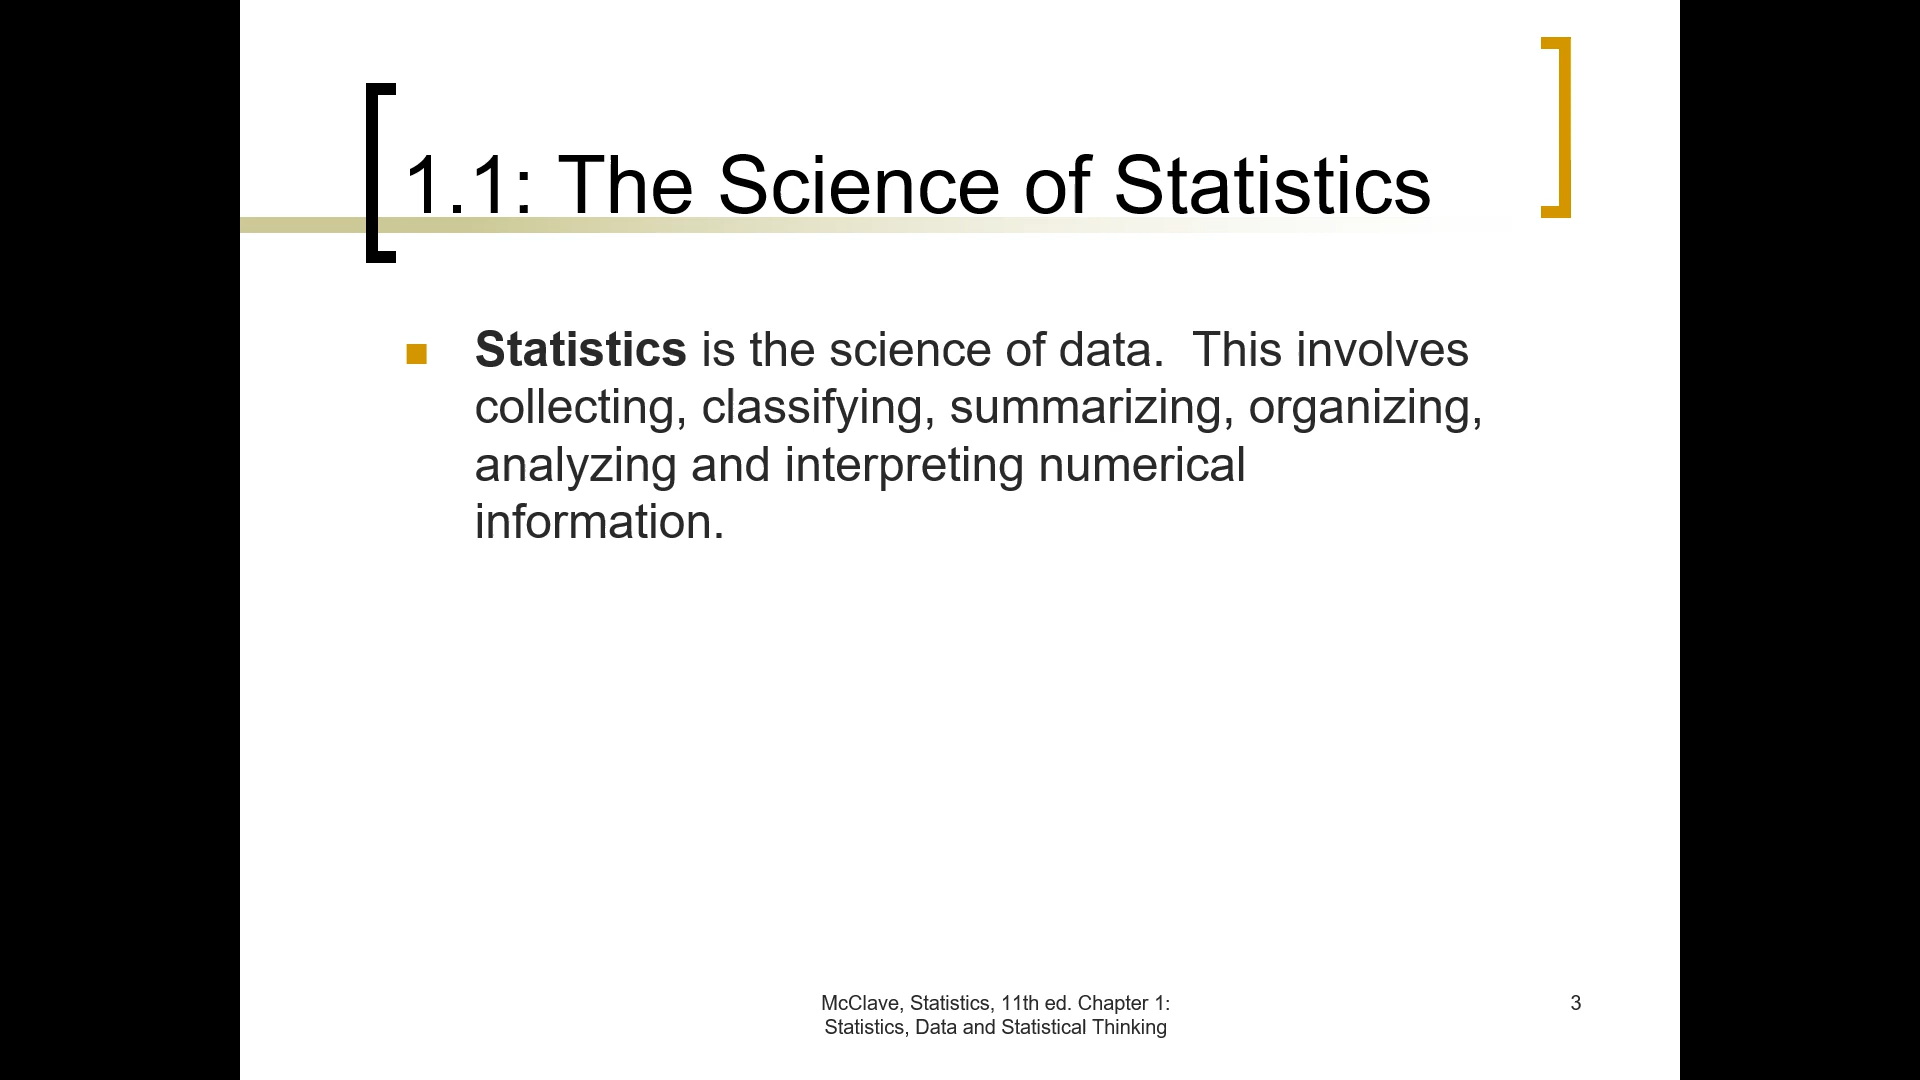 1.1: The Science of Statistics
Statistics is the science of data.  This involves
collecting, classifying, summarizing, organizing,
analyzing and interpreting numerical
information.
McClave, Statistics, 11th ed. Chapter 1:
Statistics, Data and Statistical Thinking
3